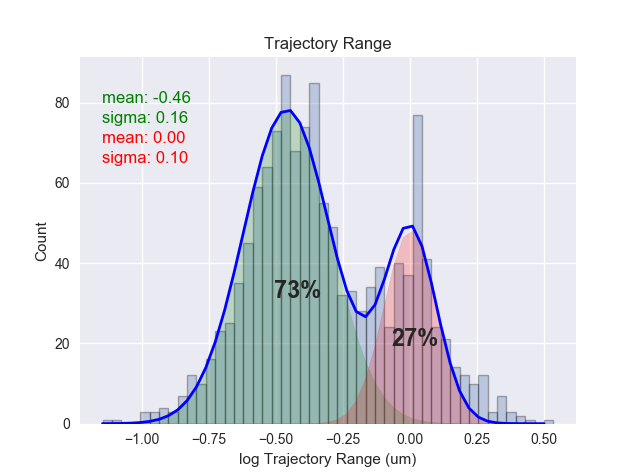 Trajectory Range
mean: -0.46
sigma: 0.16
mean: 0.00
sigma: 0.10
80
60
40
20
0
Count
73%
27%
−1.00 −0.75 −0.50 −0.25 0.00 0.25 0.50
log Trajectory Range (um)